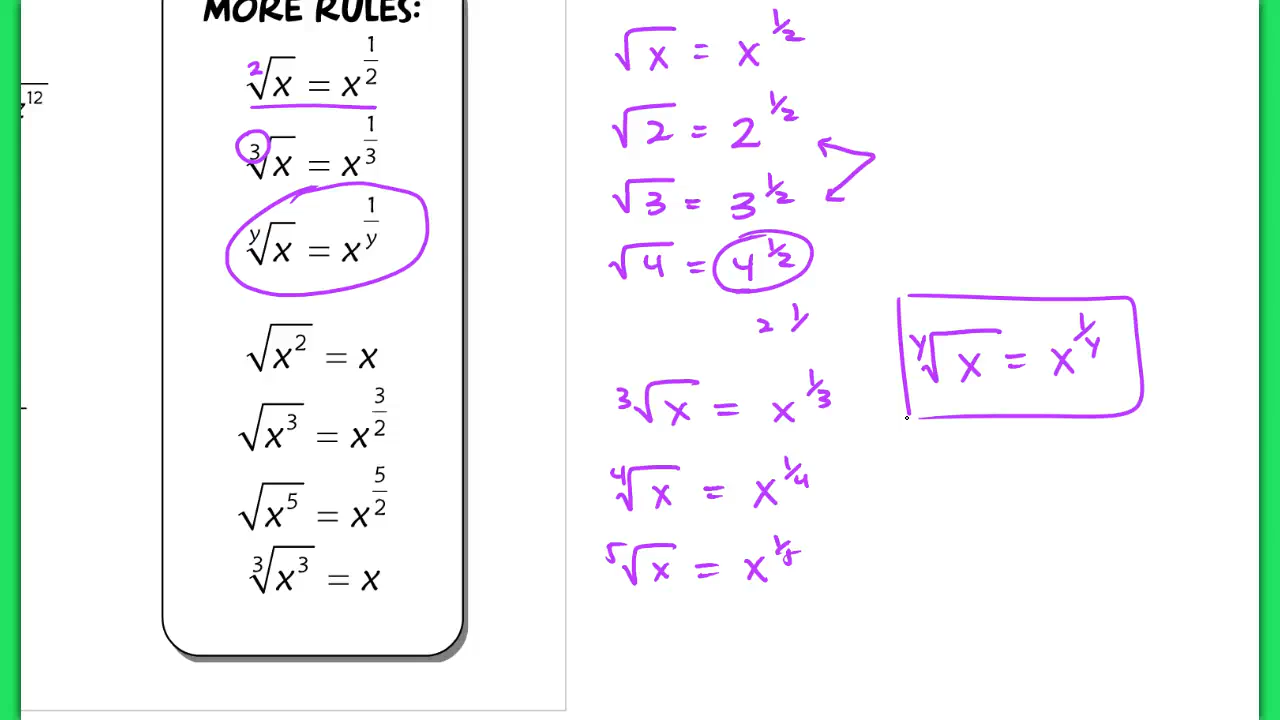 MORE RULES:
²√x = x^(1/2)
³√x = x^(1/3)
ʸ√x = x^(1/y)
√x² = x
√x³ = x^(3/2)
√x⁵ = x^(5/2)
³√x³ = x
12
√x = x^(1/2)
√2 = 2^(1/2)
√3 = 3^(1/2)
√4 = 4^(1/2)
2 1/
³√x = x^(1/3)
⁴√x = x^(1/4)
⁵√x = x^(1/5)
ʸ√x = x^(1/y)